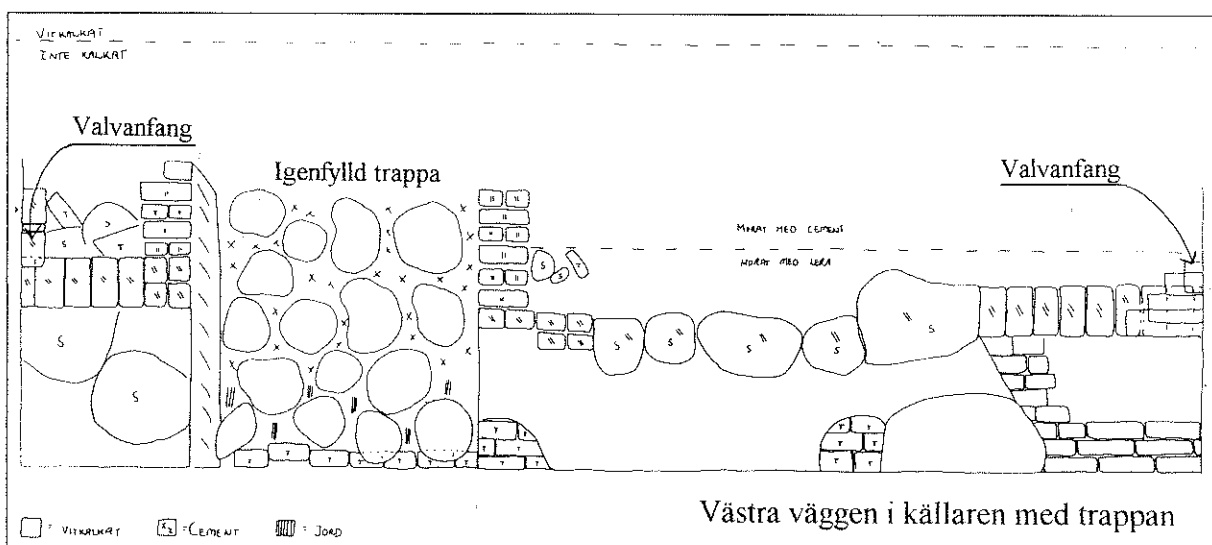 VITKALKAT
INTE KALKAT
Valvanfang
Igenfylld trappa
Valvanfang
MURAT MED CEMENT
MURAT MED LERA
Västra väggen i källaren med trappan
= VITKALKAT
= CEMENT
= JORD